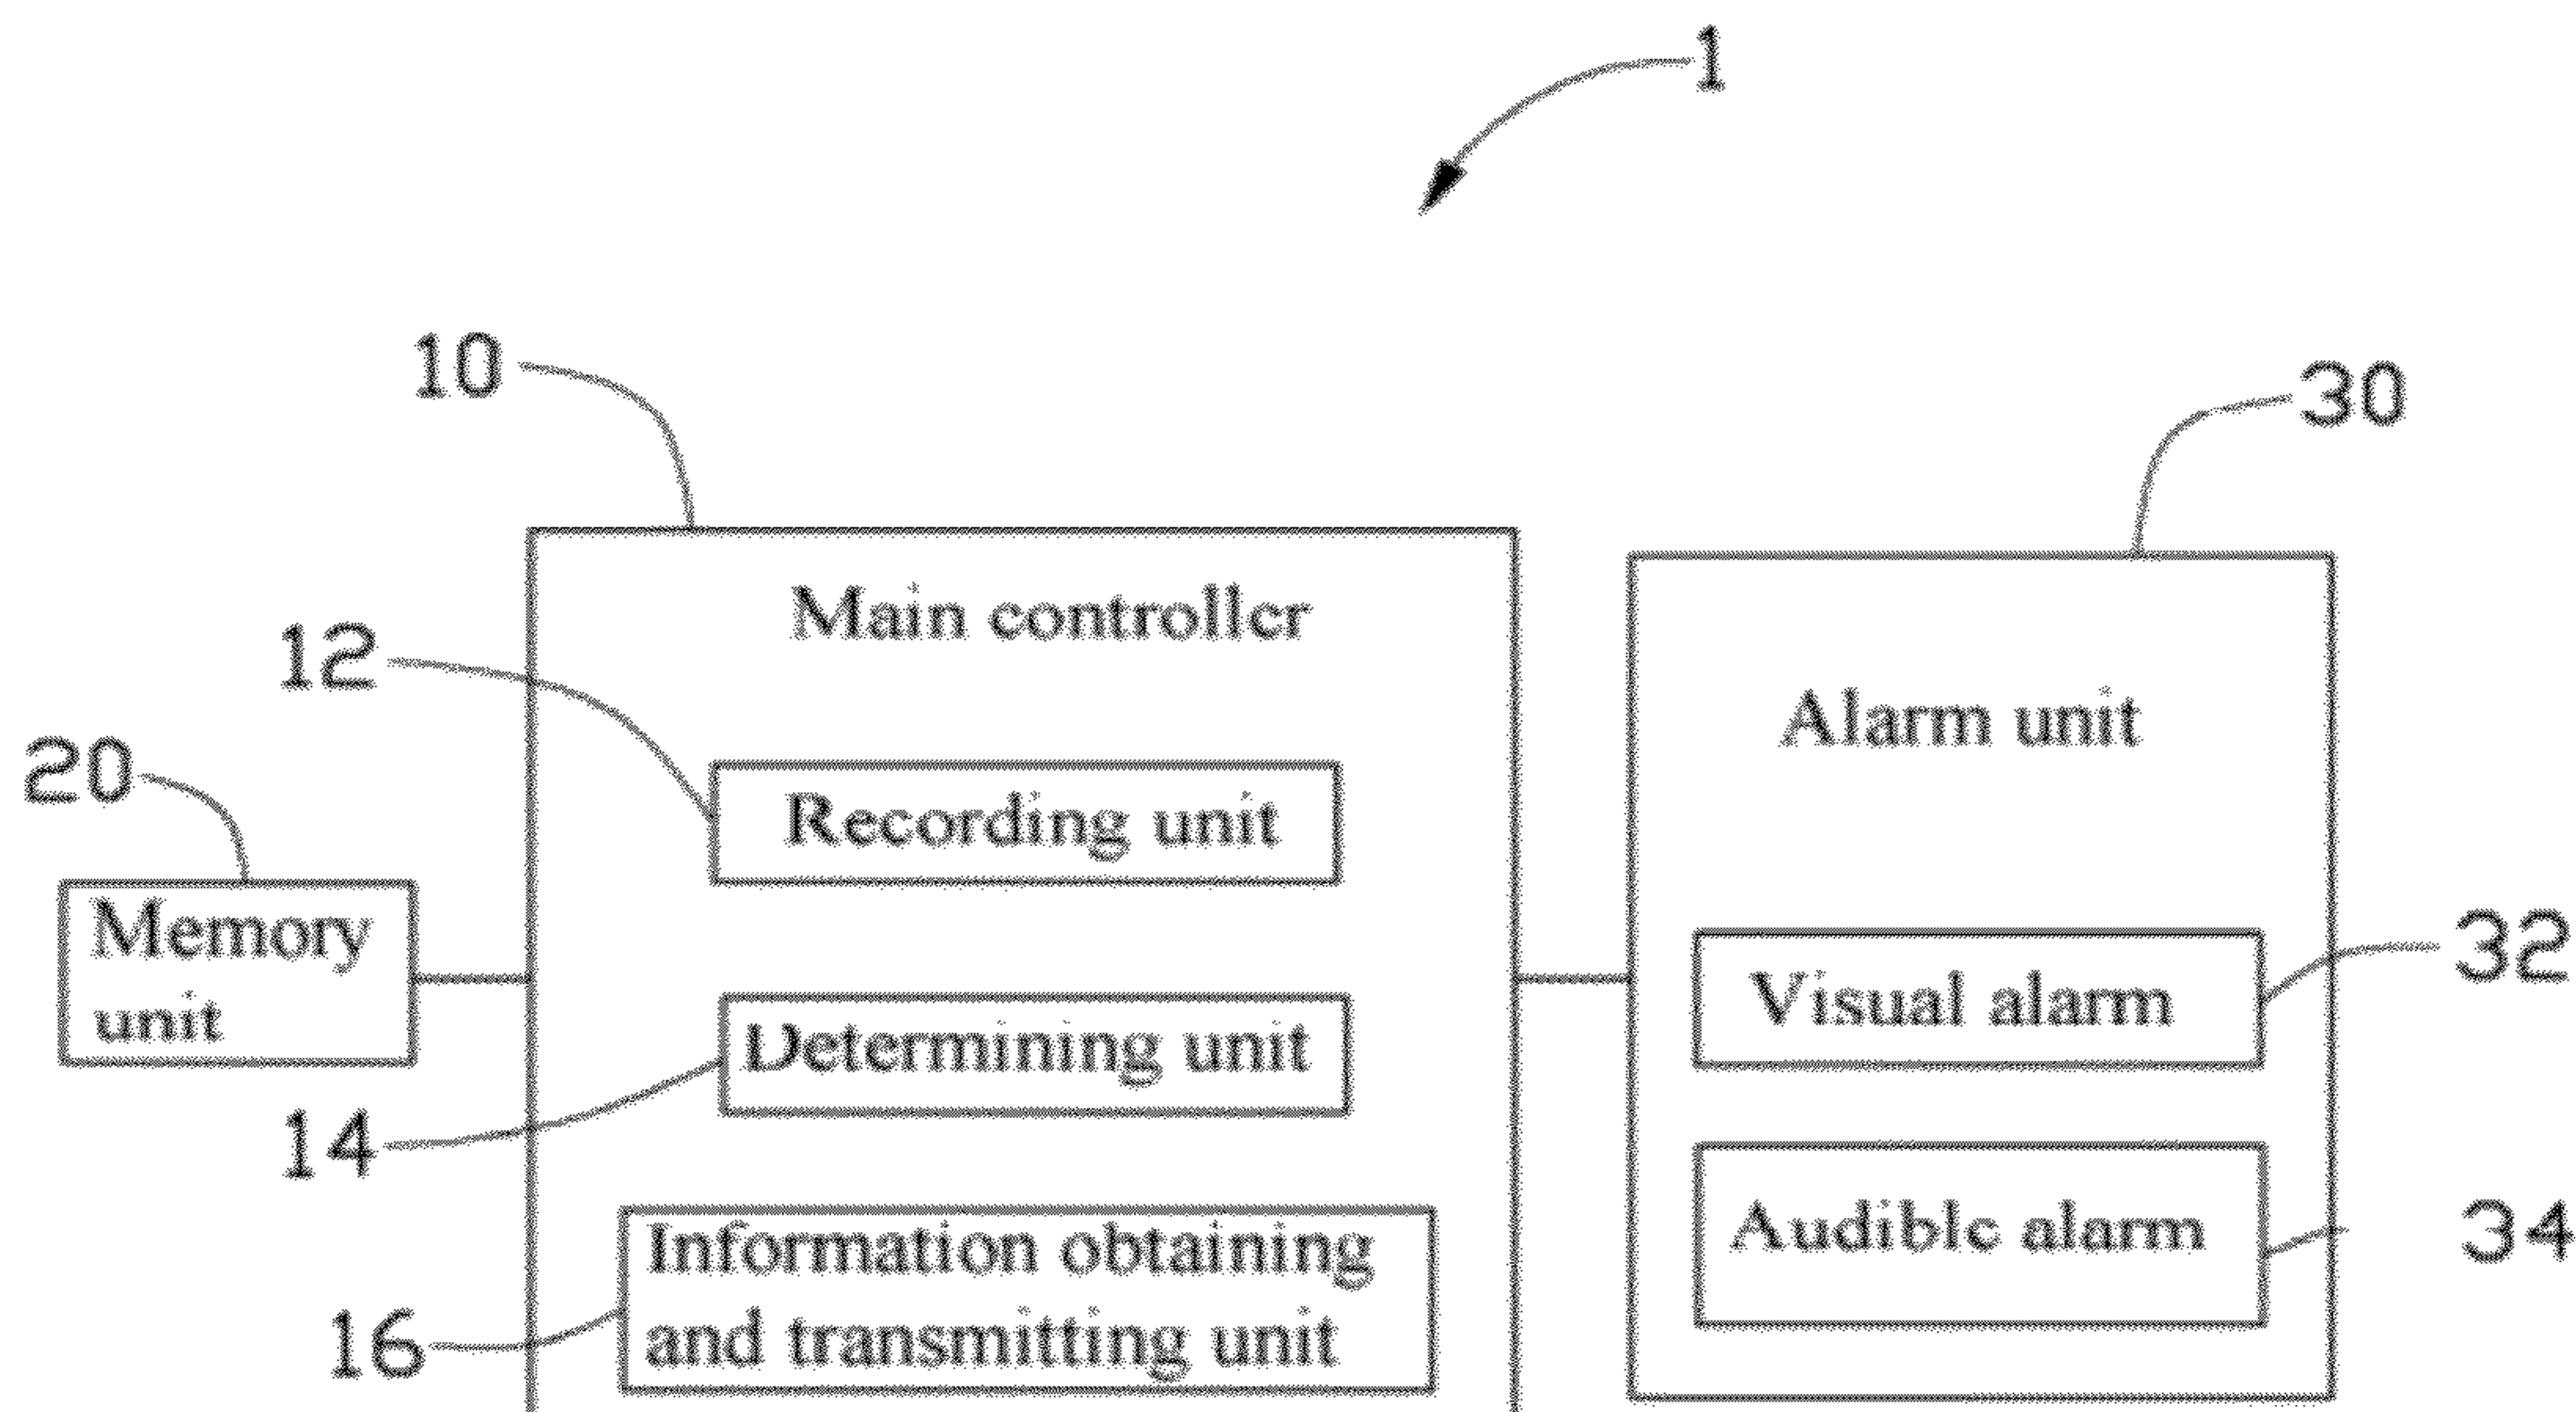 1
10
30
Main controller
12
Alarm unit
20
Recording unit
Memory
unit
32
Visual alarm
Determining unit
14
34
Audible alarm
Information obtaining
and transmitting unit
16